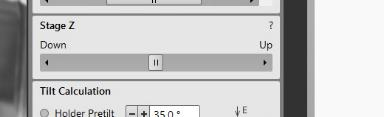 Stage Z ?
Down Up
Tilt Calculation
Holder Pretilt 35.0 ° E